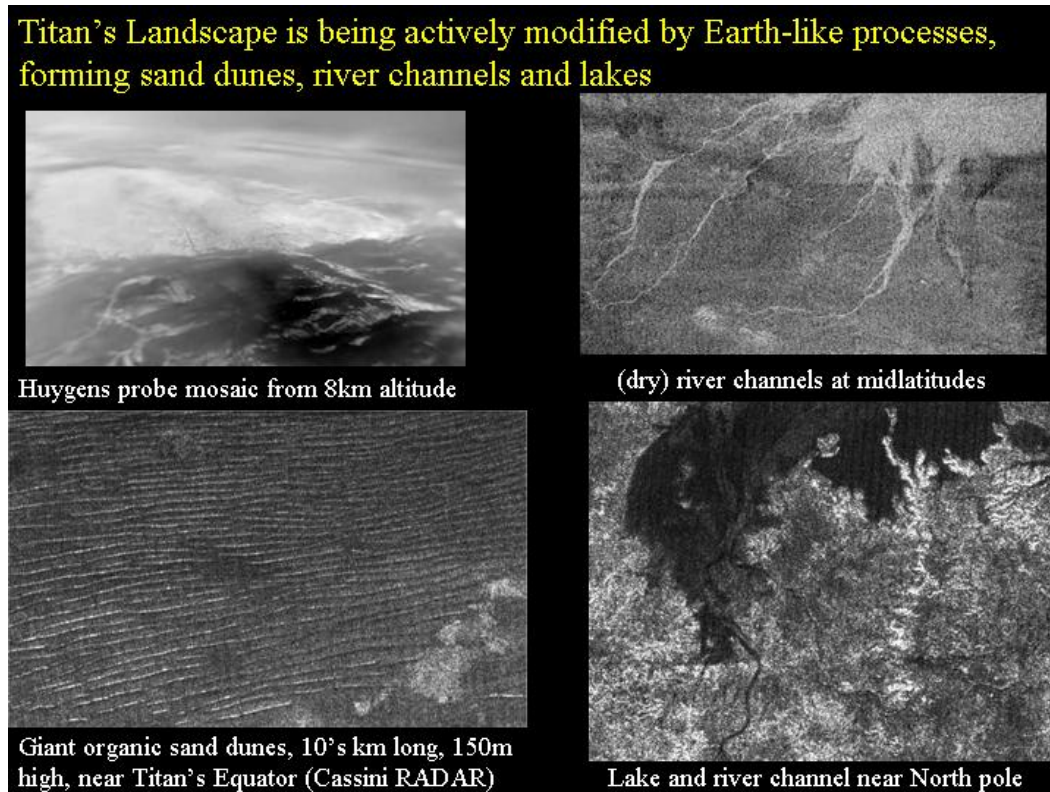 Titan's Landscape is being actively modified by Earth-like processes,
forming sand dunes, river channels and lakes
Huygens probe mosaic from 8km altitude
(dry) river channels at midlatitudes
Giant organic sand dunes, 10's km long, 150m
high, near Titan's Equator (Cassini RADAR)
Lake and river channel near North pole